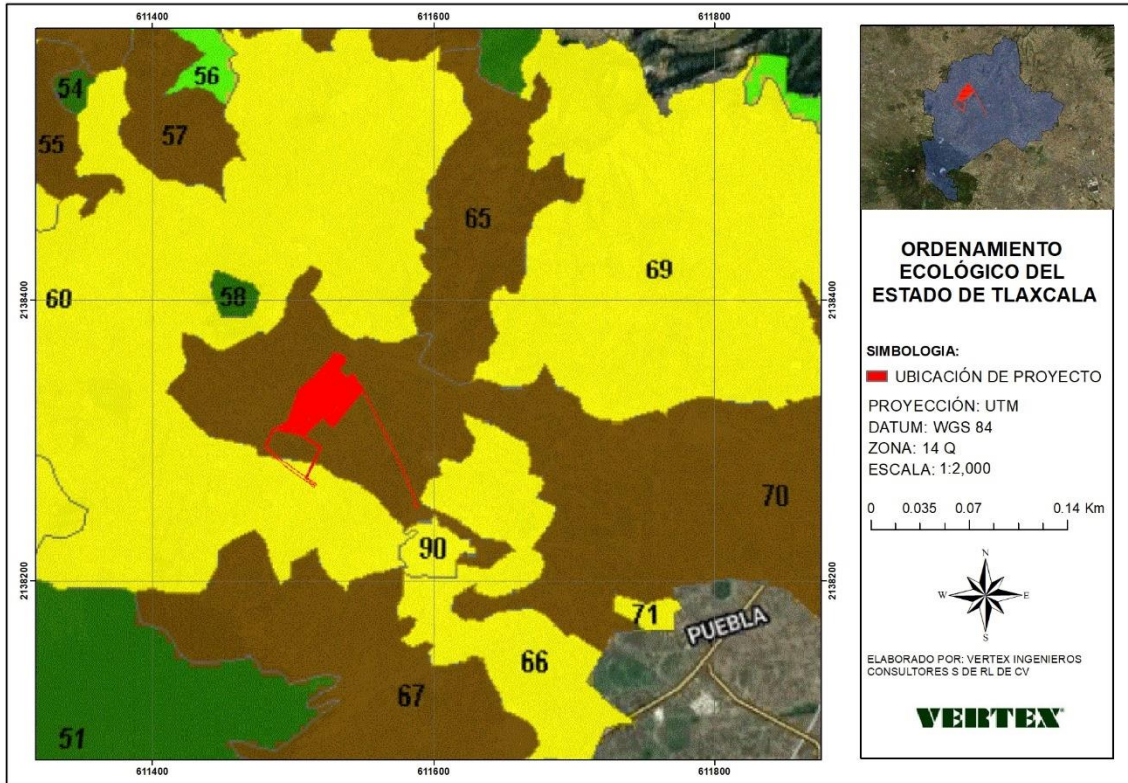 611400
611600
611800
56
54
55
57
65
60
69
58
2138400
2138400
70
90
2138200
2138200
71
PUEBLA
66
67
51
611400
611600
611800
ORDENAMIENTO
ECOLÓGICO DEL
ESTADO DE TLAXCALA
SIMBOLOGIA:
UBICACIÓN DE PROYECTO
PROYECCIÓN: UTM
DATUM: WGS 84
ZONA: 14 Q
ESCALA: 1:2,000
0 0.035 0.07 0.14 Km
N
W E
S
ELABORADO POR: VERTEX INGENIEROS
CONSULTORES S DE RL DE CV
VERTEX